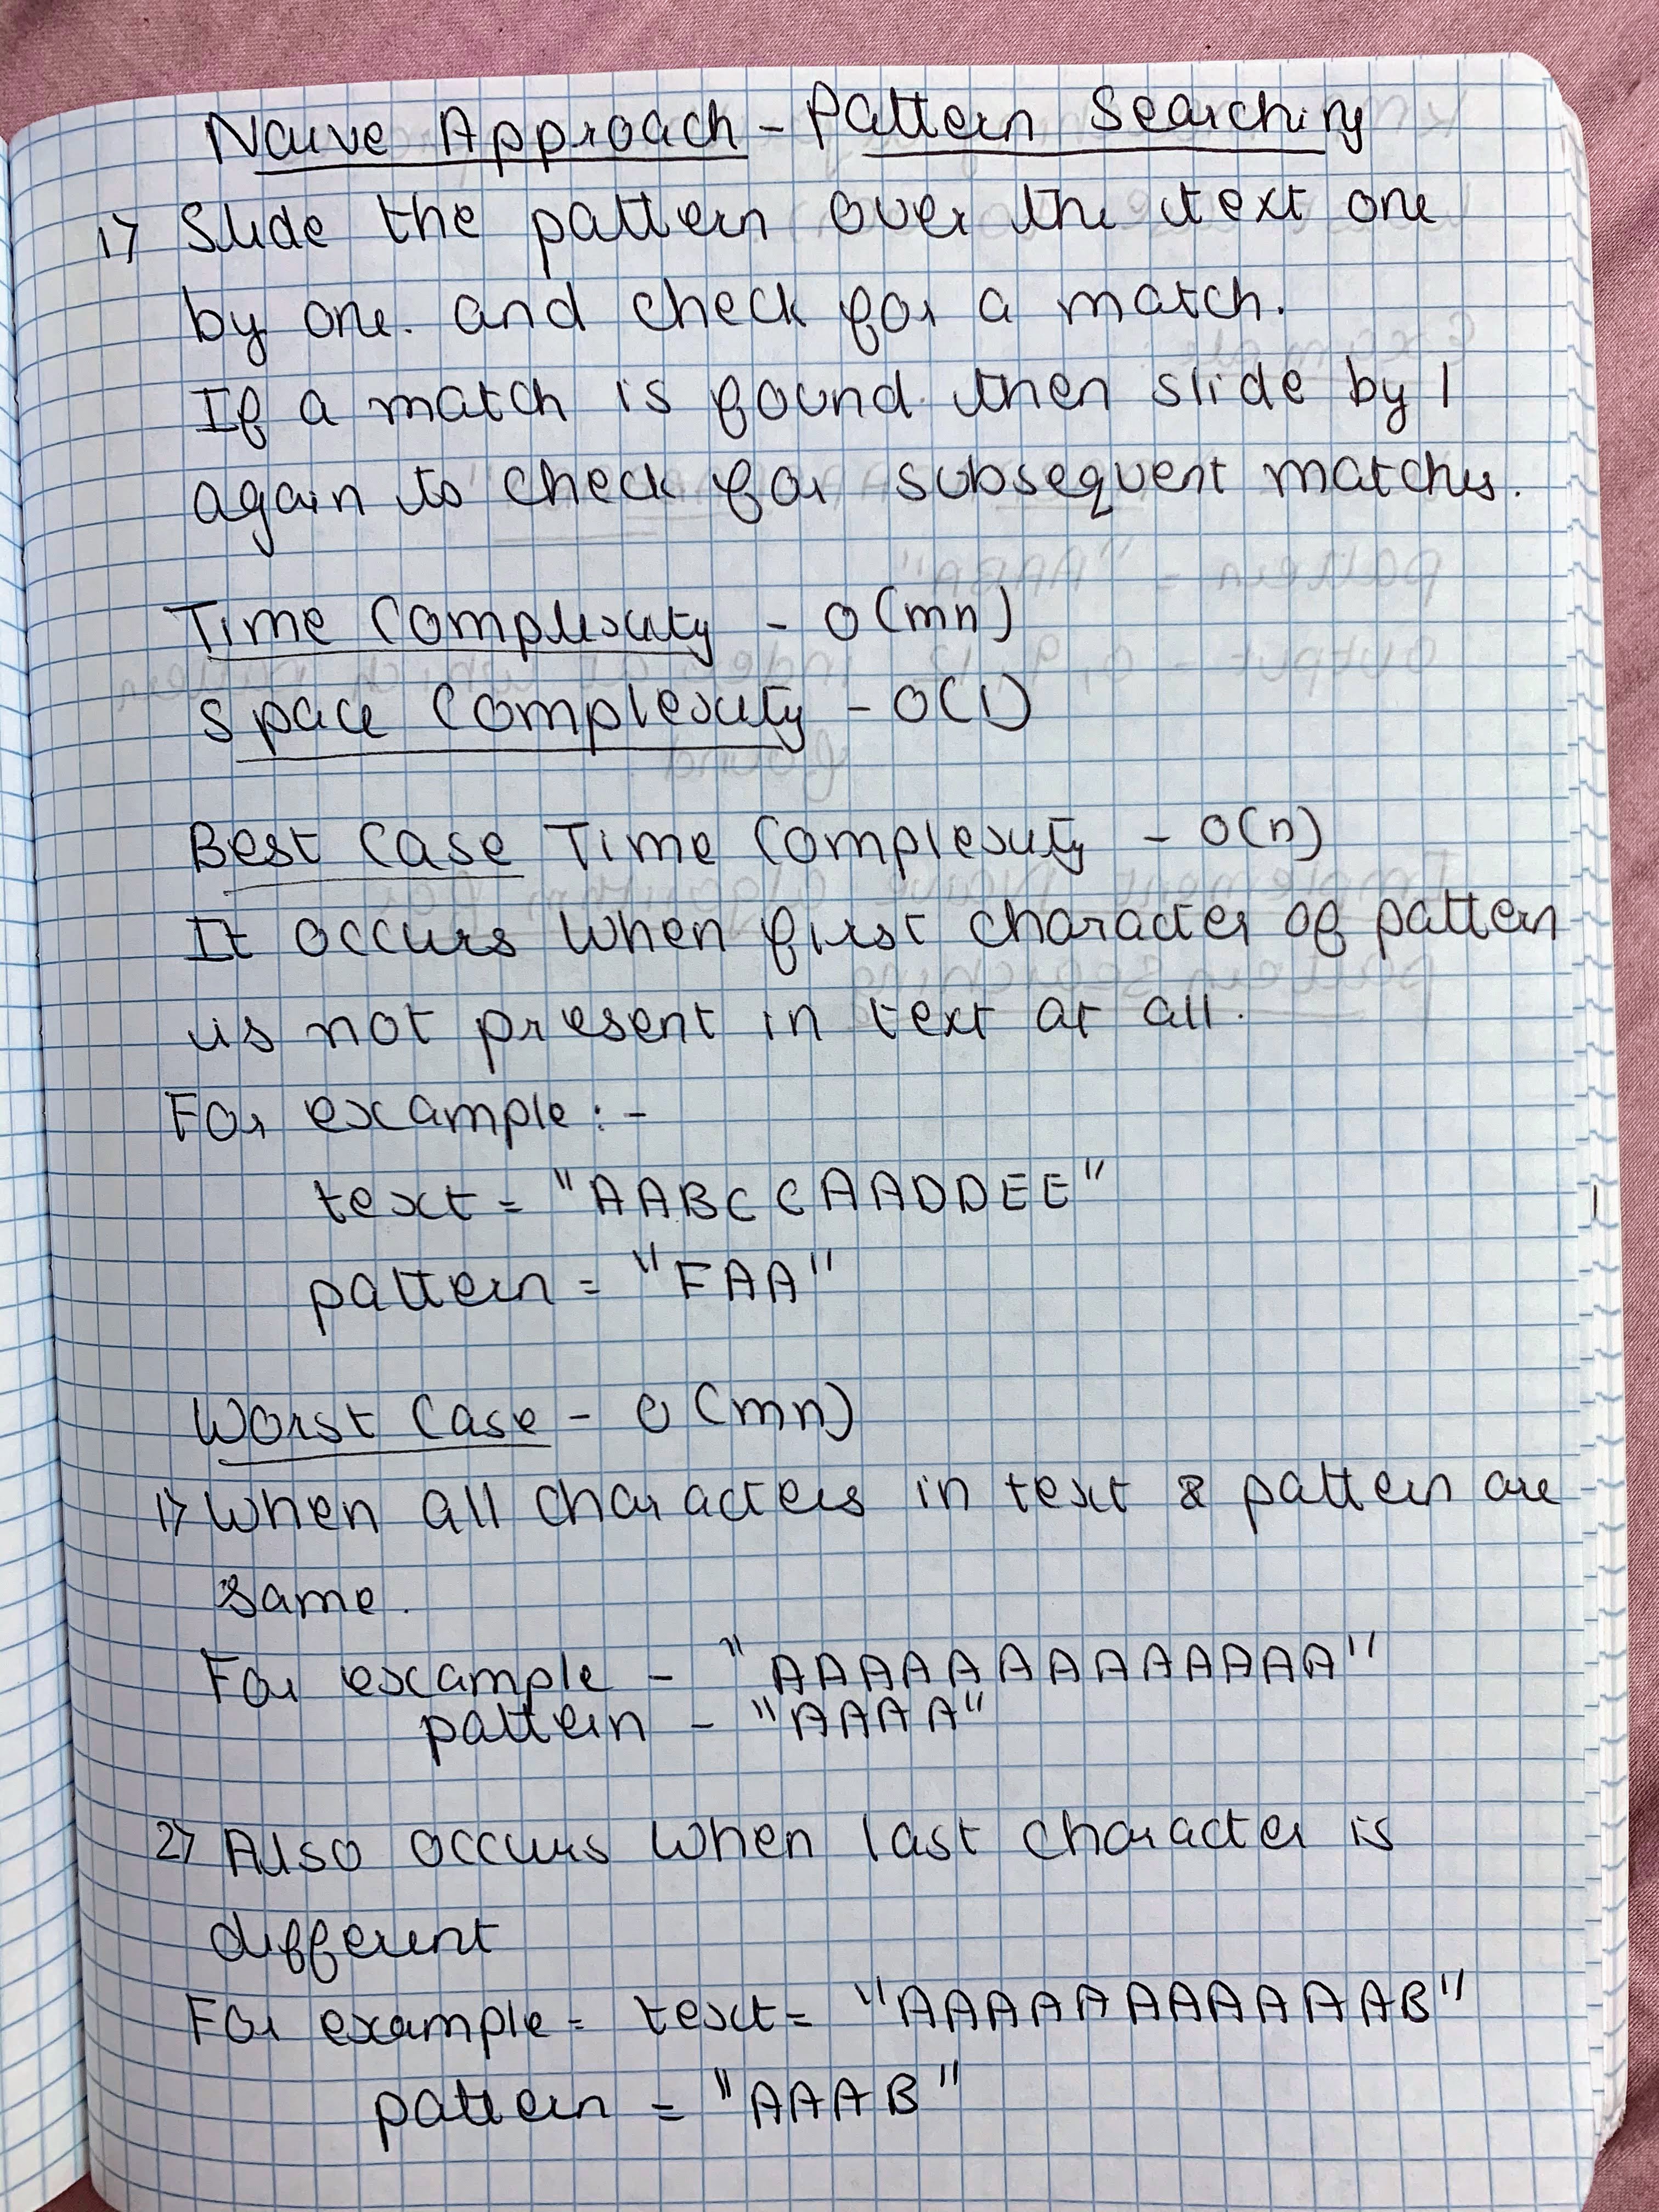 Naive Approach - Pattern Searching
1) Slide the pattern over the text one
by one. and check for a match.
If a match is found then slide by 1
again to check for subsequent matches.
Time Complexity - O(mn)
Space Complexity - O(1)
Best Case Time Complexity - O(n)
It occurs when first character of pattern
is not present in text at all.
For example:-
text = "AABCCAADDEE"
pattern = "FAA"
Worst Case - O(mn)
1) When all characters in text & pattern are
same.
For example - "AAAAAAAAAAAAA"
pattern - "AAAA"
2) Also occurs when last character is
different
For example - text = "AAAAAAAAAAAAB"
pattern = "AAAB"